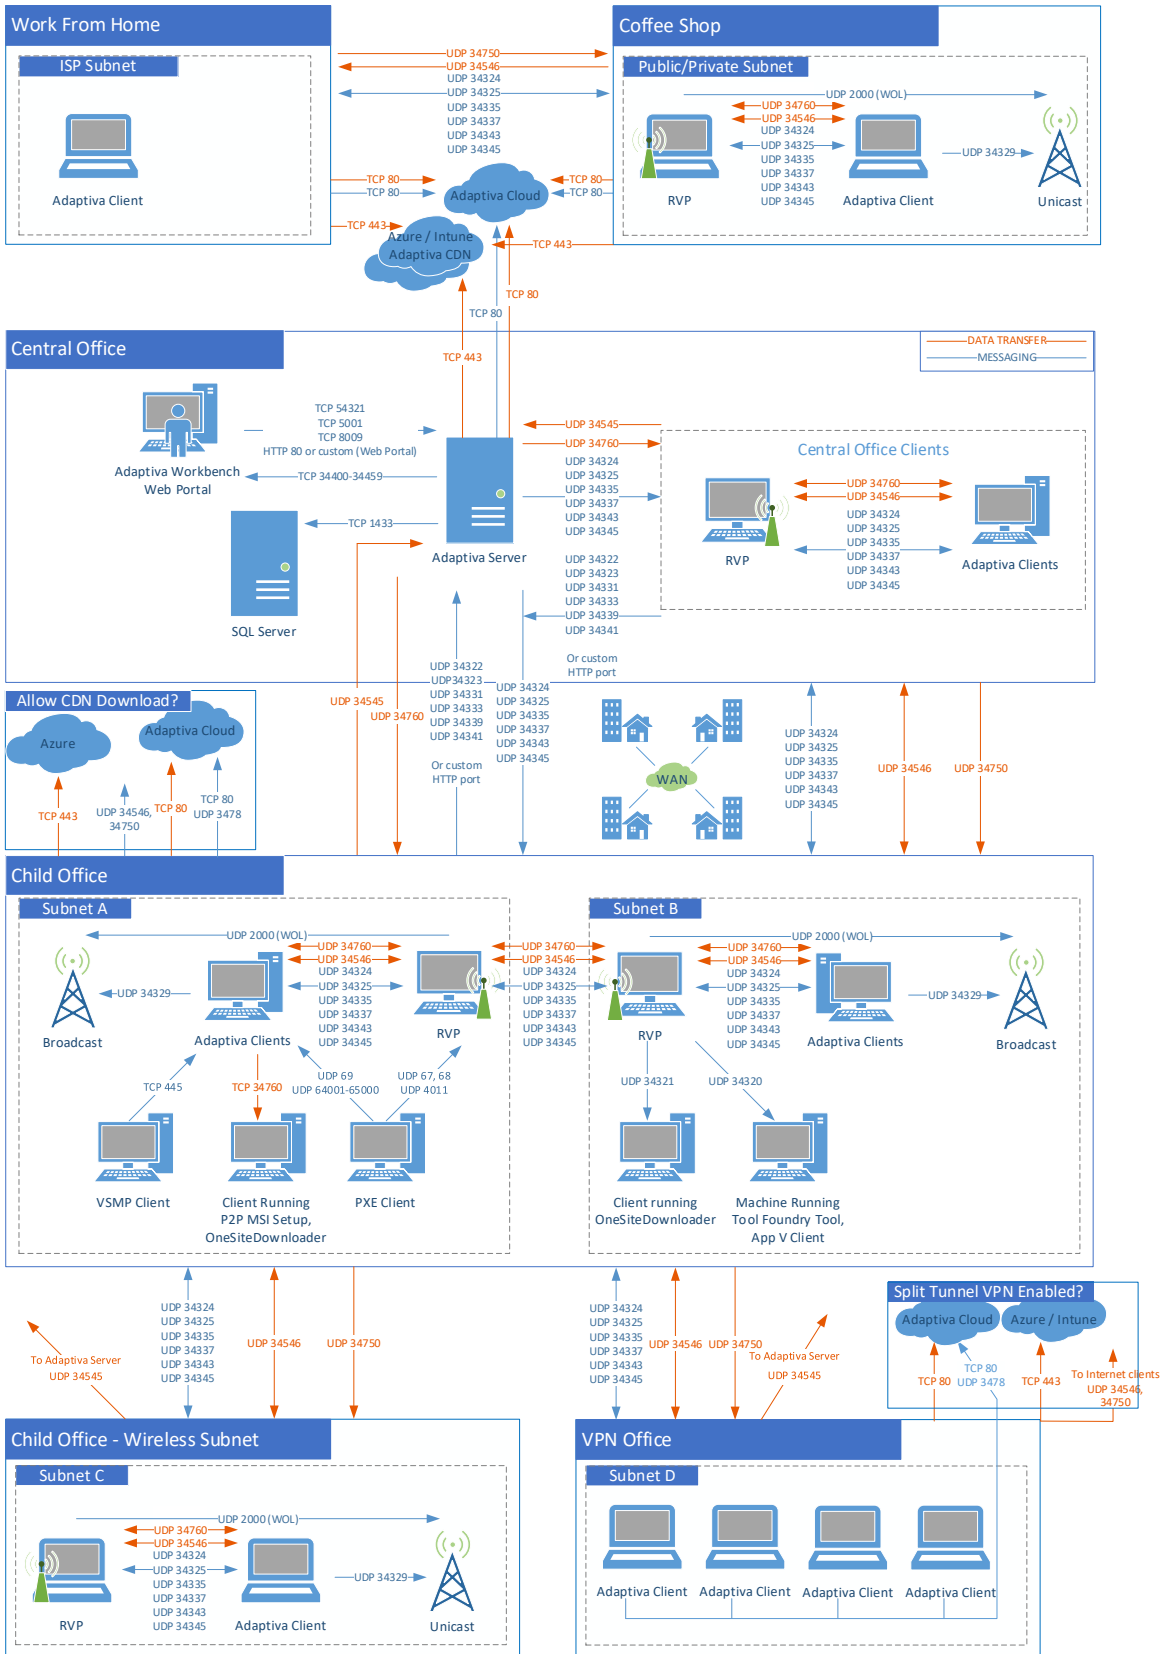 Work From Home
ISP Subnet
Adaptiva Client
UDP 34750
UDP 34546
UDP 34324
UDP 34325
UDP 34335
UDP 34337
UDP 34343
UDP 34345
Coffee Shop
Public/Private Subnet
UDP 2000 (WOL)
UDP 34760
UDP 34546
UDP 34324
UDP 34325
UDP 34335
UDP 34337
UDP 34343
UDP 34345
UDP 34329
RVP
Adaptiva Client
Unicast
TCP 80
TCP 80
Adaptiva Cloud
TCP 80
TCP 80
TCP 443
Azure / Intune
Adaptiva CDN
TCP 443
TCP 80
TCP 80
TCP 443
Central Office
DATA TRANSFER
MESSAGING
Adaptiva Workbench
Web Portal
TCP 54321
TCP 5001
TCP 8009
HTTP 80 or custom (Web Portal)
TCP 34400-34459
TCP 1433
SQL Server
Adaptiva Server
UDP 34545
UDP 34760
UDP 34324
UDP 34325
UDP 34335
UDP 34337
UDP 34343
UDP 34345
UDP 34322
UDP 34323
UDP 34331
UDP 34333
UDP 34339
UDP 34341
Or custom
HTTP port
Central Office Clients
UDP 34760
UDP 34546
UDP 34324
UDP 34325
UDP 34335
UDP 34337
UDP 34343
UDP 34345
RVP
Adaptiva Clients
Allow CDN Download?
Azure
Adaptiva Cloud
TCP 443
UDP 34546,
34750
TCP 80
TCP 80
UDP 3478
UDP 34545
UDP 34760
UDP 34322
UDP34323
UDP 34331
UDP 34333
UDP 34339
UDP 34341
Or custom
HTTP port
UDP 34324
UDP 34325
UDP 34335
UDP 34337
UDP 34343
UDP 34345
WAN
UDP 34324
UDP 34325
UDP 34335
UDP 34337
UDP 34343
UDP 34345
UDP 34546
UDP 34750
Child Office
Subnet A
UDP 2000 (WOL)
UDP 34760
UDP 34546
UDP 34324
UDP 34325
UDP 34335
UDP 34337
UDP 34343
UDP 34345
UDP 34329
Broadcast
Adaptiva Clients
RVP
TCP 445
TCP 34760
UDP 69
UDP 64001-65000
UDP 67, 68
UDP 4011
VSMP Client
Client Running
P2P MSI Setup,
OneSiteDownloader
PXE Client
UDP 34760
UDP 34546
UDP 34324
UDP 34325
UDP 34335
UDP 34337
UDP 34343
UDP 34345
Subnet B
UDP 2000 (WOL)
UDP 34760
UDP 34546
UDP 34324
UDP 34325
UDP 34335
UDP 34337
UDP 34343
UDP 34345
UDP 34329
RVP
Adaptiva Clients
Broadcast
UDP 34321
UDP 34320
Client running
OneSiteDownloader
Machine Running
Tool Foundry Tool,
App V Client
To Adaptiva Server
UDP 34545
UDP 34324
UDP 34325
UDP 34335
UDP 34337
UDP 34343
UDP 34345
UDP 34546
UDP 34750
UDP 34324
UDP 34325
UDP 34335
UDP 34337
UDP 34343
UDP 34345
UDP 34546
UDP 34750
To Adaptiva Server
UDP 34545
Split Tunnel VPN Enabled?
Adaptiva Cloud
Azure / Intune
TCP 80
TCP 80
UDP 3478
TCP 443
To Internet clients
UDP 34546,
34750
Child Office - Wireless Subnet
Subnet C
UDP 2000 (WOL)
UDP 34760
UDP 34546
UDP 34324
UDP 34325
UDP 34335
UDP 34337
UDP 34343
UDP 34345
UDP 34329
RVP
Adaptiva Client
Unicast
VPN Office
Subnet D
Adaptiva Client
Adaptiva Client
Adaptiva Client
Adaptiva Client